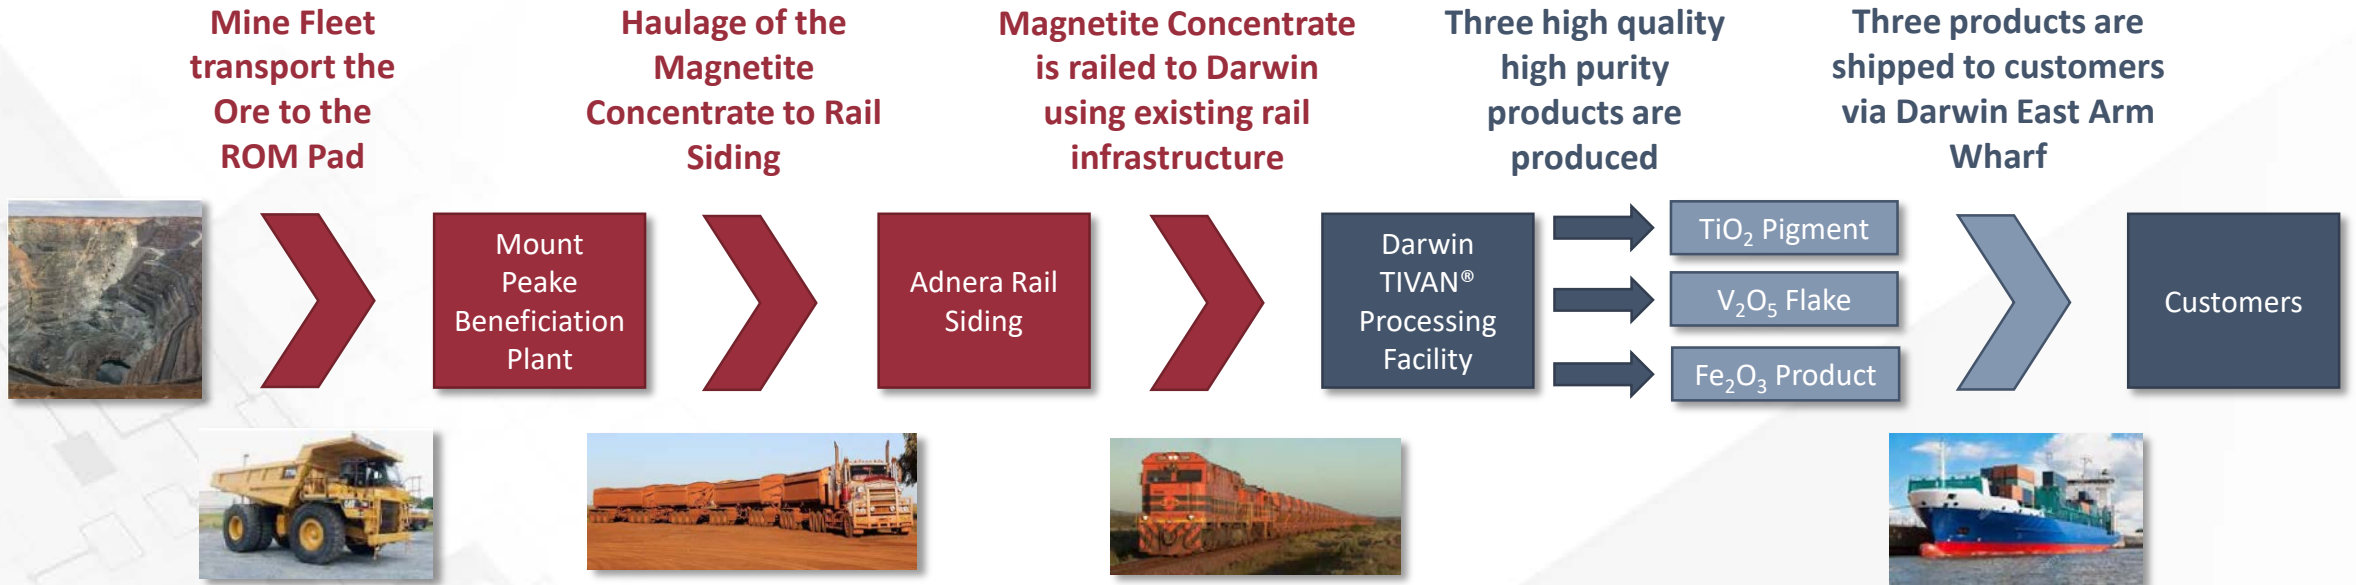 Mine Fleet
transport the
Ore to the
ROM Pad
Haulage of the
Magnetite
Concentrate to Rail
Siding
Magnetite Concentrate
is railed to Darwin
using existing rail
infrastructure
Three high quality
high purity
products are
produced
Three products are
shipped to customers
via Darwin East Arm
Wharf
Mount
Peake
Beneficiation
Plant
Adnera Rail
Siding
Darwin
TIVAN®
Processing
Facility
TiO₂ Pigment
V₂O₅ Flake
Fe₂O₃ Product
Customers